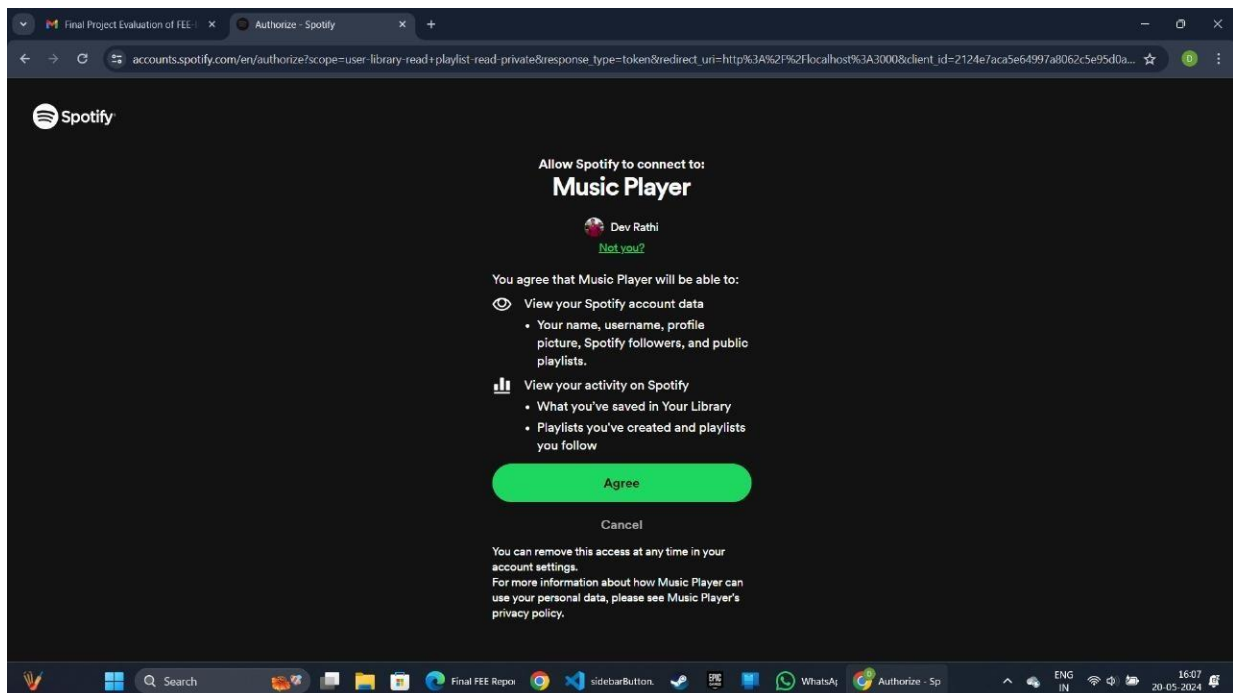 Final Project Evaluation of FEE-
Authorize - Spotify
accounts.spotify.com/en/authorize?scope=user-library-read+playlist-read-private&response_type=token&redirect_uri=http%3A%2F%2Flocalhost%3A3000&client_id=2124e7aca5e64997a8062c5e95d0a...
D
Spotify
Allow Spotify to connect to:
Music Player
Dev Rathi
Not you?
You agree that Music Player will be able to:
View your Spotify account data
• Your name, username, profile
picture, Spotify followers, and public
playlists.
View your activity on Spotify
• What you've saved in Your Library
• Playlists you've created and playlists
you follow
Agree
Cancel
You can remove this access at any time in your
account settings.
For more information about how Music Player can
use your personal data, please see Music Player's
privacy policy.
Search
Final FEE Repor
sidebarButton.
EPIC
WhatsAp
Authorize - Sp
ENG
IN
16:07
20-05-2024